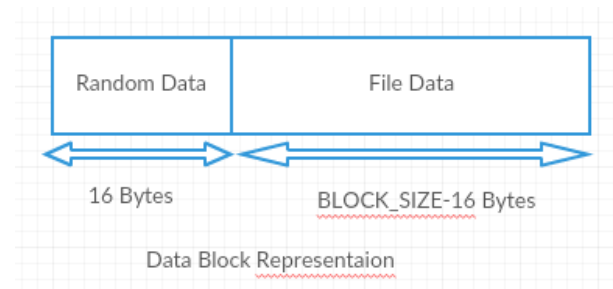 Random Data File Data
16 Bytes
BLOCK_SIZE-16 Bytes
Data Block Representaion